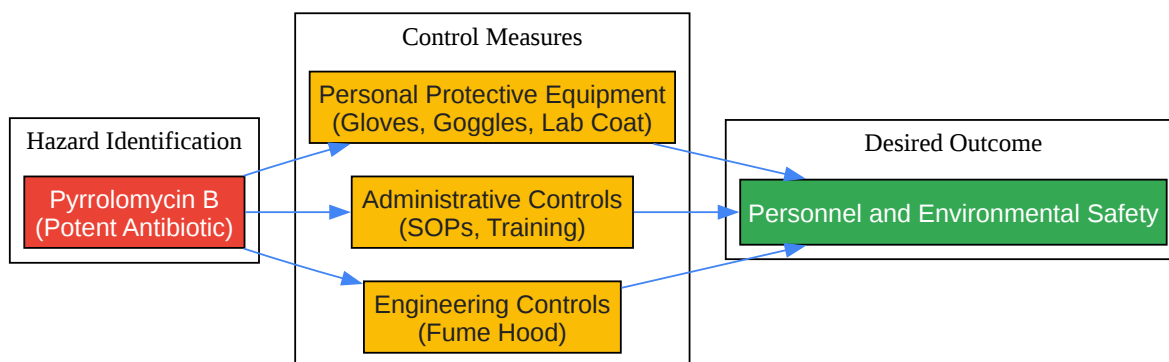 Hazard Identification
Pyrrolomycin B
(Potent Antibiotic)
Control Measures
Personal Protective Equipment
(Gloves, Goggles, Lab Coat)
Administrative Controls
(SOPs, Training)
Engineering Controls
(Fume Hood)
Desired Outcome
Personnel and Environmental Safety